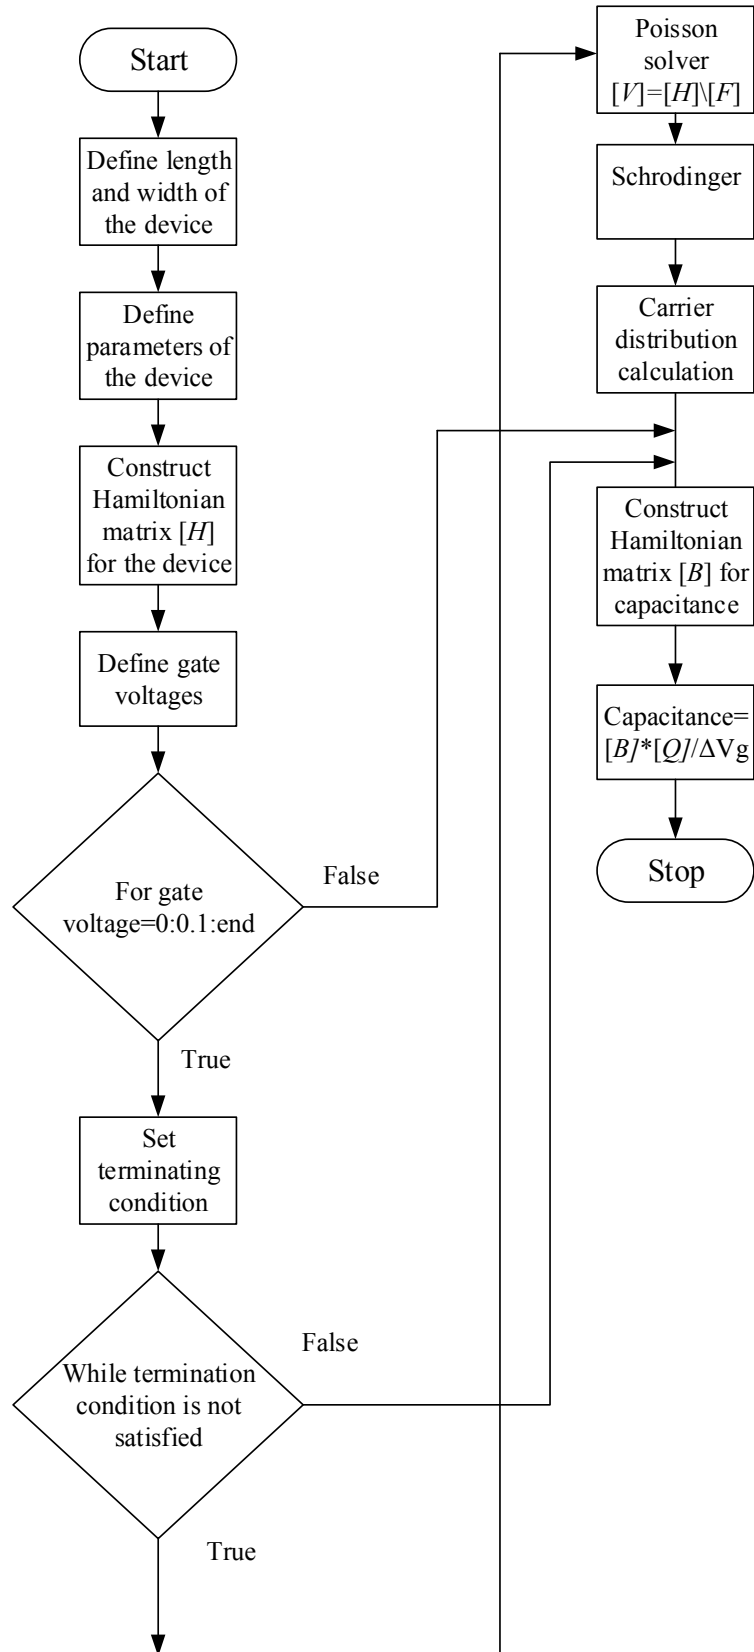 Start
Define length
and width of
the device
Define
parameters of
the device
Construct
Hamiltonian
matrix [H]
for the device
Define gate
voltages
For gate
voltage=0:0.1:end
False
True
Set
terminating
condition
While termination
condition is not
satisfied
False
True
Poisson
solver
[V]=[H]\[F]
Schrodinger
Carrier
distribution
calculation
Construct
Hamiltonian
matrix [B] for
capacitance
Capacitance=
[B]*[Q]/ΔVg
Stop